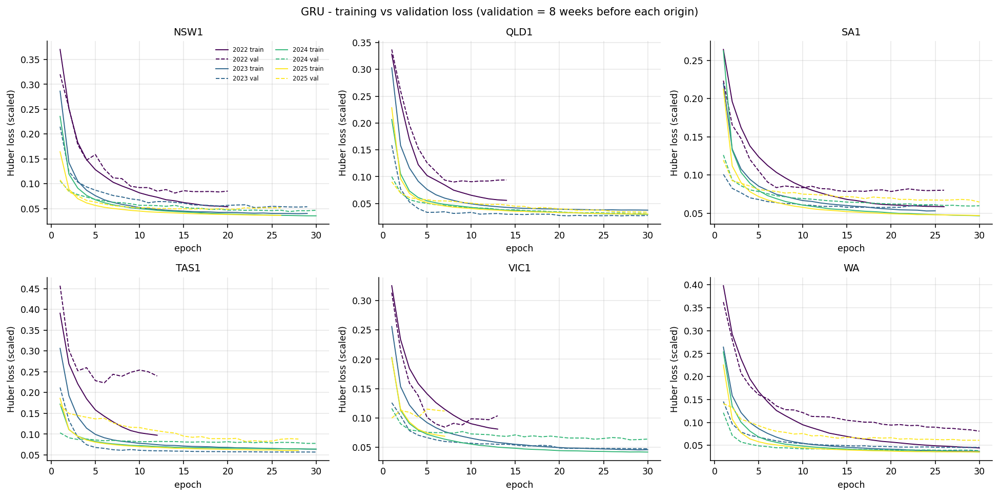 GRU - training vs validation loss (validation = 8 weeks before each origin)
NSW1
Huber loss (scaled)
0.35
0.30
0.25
0.20
0.15
0.10
0.05
2022 train
2022 val
2023 train
2023 val
2024 train
2024 val
2025 train
2025 val
0 5 10 15 20 25 30
epoch
QLD1
Huber loss (scaled)
0.35
0.30
0.25
0.20
0.15
0.10
0.05
0 5 10 15 20 25 30
epoch
SA1
Huber loss (scaled)
0.25
0.20
0.15
0.10
0.05
0 5 10 15 20 25 30
epoch
TAS1
Huber loss (scaled)
0.45
0.40
0.35
0.30
0.25
0.20
0.15
0.10
0.05
0 5 10 15 20 25 30
epoch
VIC1
Huber loss (scaled)
0.30
0.25
0.20
0.15
0.10
0.05
0 5 10 15 20 25 30
epoch
WA
Huber loss (scaled)
0.40
0.35
0.30
0.25
0.20
0.15
0.10
0.05
0 5 10 15 20 25 30
epoch